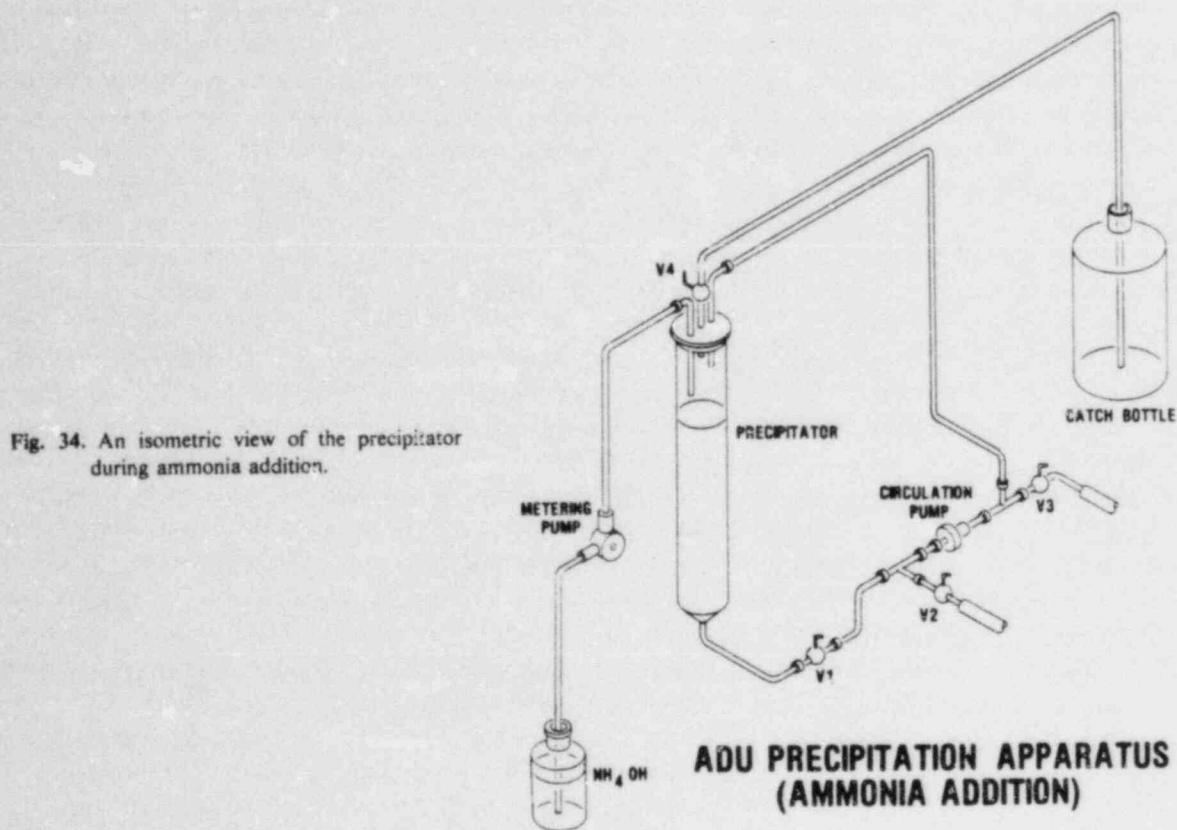 V4
CATCH BOTTLE
PRECIPITATOR
Fig. 34. An isometric view of the precipitator
during ammonia addition.
CIRCULATION
PUMP
V3
METERING
PUMP
V2
V1
NH4 OH
ADU PRECIPITATION APPARATUS
(AMMONIA ADDITION)